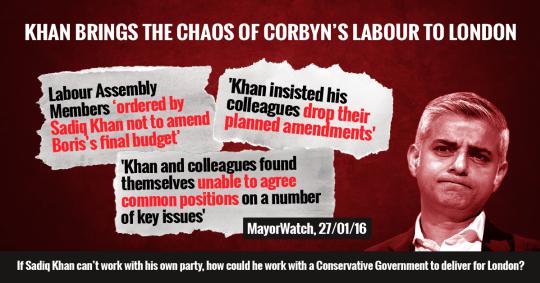 KHAN BRINGS THE CHAOS OF CORBYN'S LABOUR TO LONDON
Labour Assembly
Members 'ordered by
Sadiq Khan not to amend
Boris's final budget'
'Khan insisted his
colleagues drop their
planned amendments'
'Khan and colleagues found
themselves unable to agree
common positions on a number
of key issues'
MayorWatch, 27/01/16
If Sadiq Khan can't work with his own party, how could he work with a Conservative Government to deliver for London?